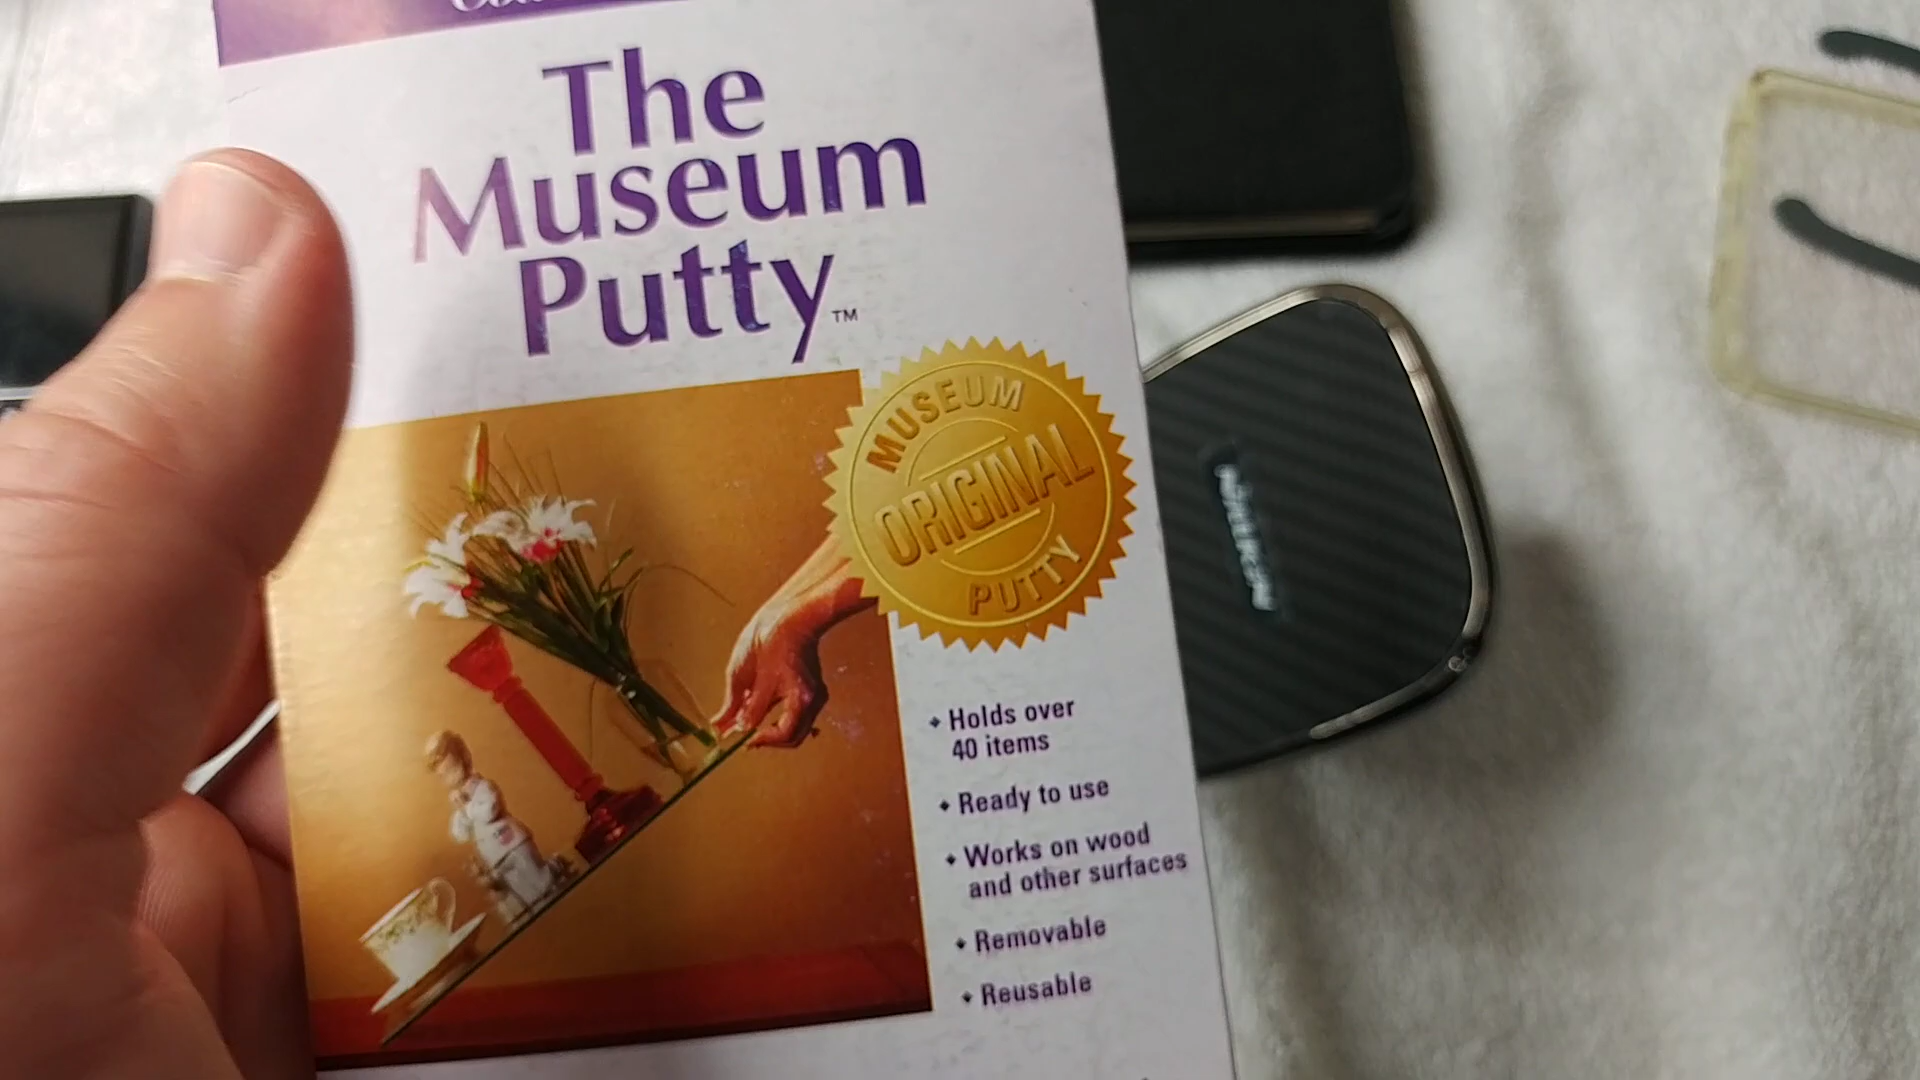 The
Museum
Putty™
MUSEUM
ORIGINAL
PUTTY
• Holds over
40 items
• Ready to use
• Works on wood
and other surfaces
• Removable
• Reusable